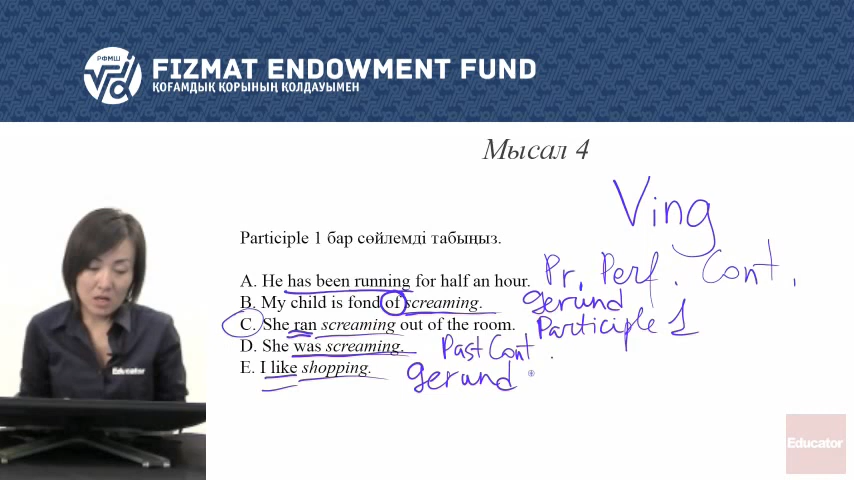 РФМШ
FIZMAT ENDOWMENT FUND
ҚОҒАМДЫҚ ҚОРЫНЫҢ ҚОЛДАУЫМЕН
Мысал 4
Ving
Participle 1 бар сөйлемді табыңыз.
A. He has been running for half an hour. Pr. Perf. Cont.
B. My child is fond of screaming. gerund
C. She ran screaming out of the room. Participle 1
D. She was screaming. Past Cont.
E. I like shopping. gerund
Educator
Educator